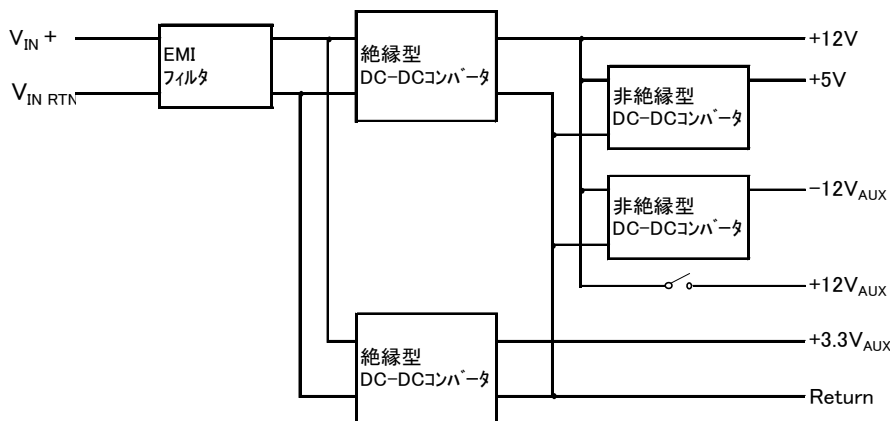 V_IN +
V_IN RTN
EMI
フィルタ
絶縁型
DC-DCコンバータ
非絶縁型
DC-DCコンバータ
非絶縁型
DC-DCコンバータ
絶縁型
DC-DCコンバータ
+12V
+5V
-12V_AUX
+12V_AUX
+3.3V_AUX
Return